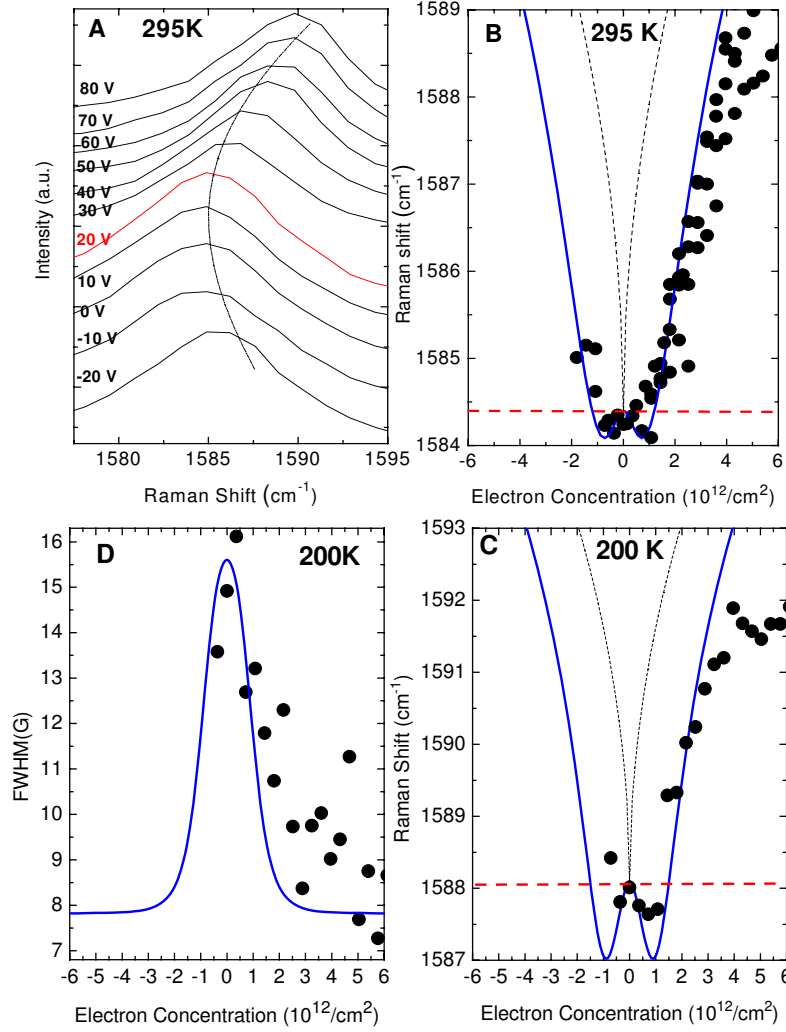 A
295K
80 V
70 V
60 V
50 V
40 V
30 V
20 V
10 V
0 V
-10 V
-20 V
Intensity (a.u.)
1580 1585 1590 1595
Raman Shift (cm⁻¹)
B
295 K
1589
1588
1587
1586
1585
1584
Raman shift (cm⁻¹)
-6 -4 -2 0 2 4 6
Electron Concentration (10¹²/cm²)
D
200K
16
15
14
13
12
11
10
9
8
7
FWHM(G)
-6 -5 -4 -3 -2 -1 0 1 2 3 4 5 6
Electron Concentration (10¹²/cm²)
C
200 K
1593
1592
1591
1590
1589
1588
1587
Raman Shift (cm⁻¹)
-6 -5 -4 -3 -2 -1 0 1 2 3 4 5 6
Electron Concentration (10¹²/cm²)